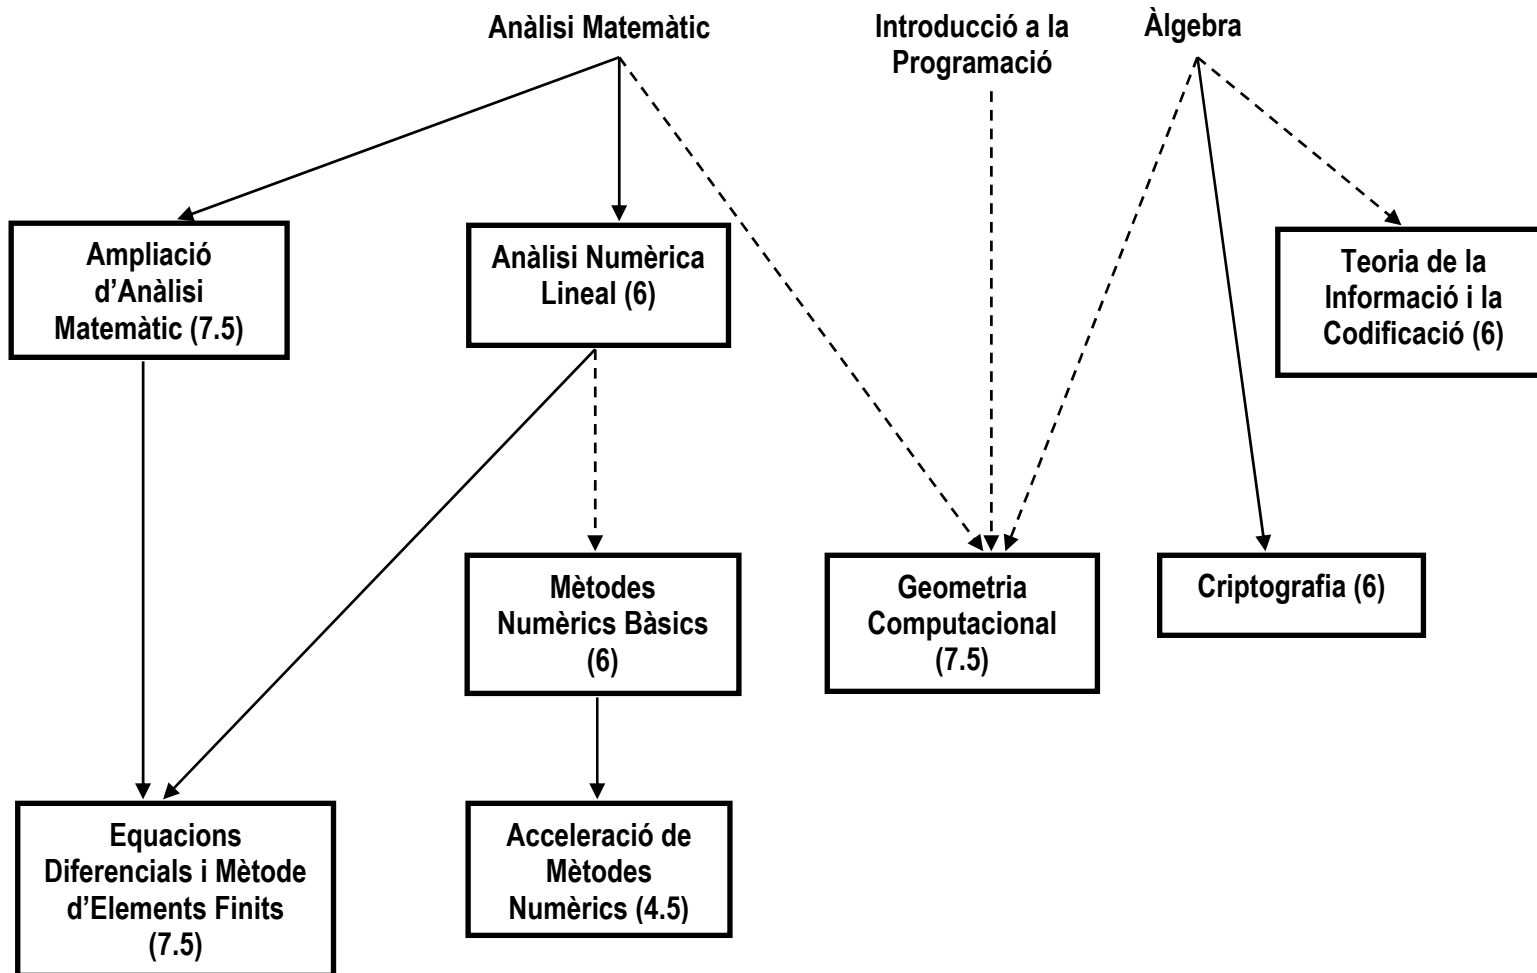 Anàlisi Matemàtic
Introducció a la
Programació
Àlgebra
Ampliació
d’Anàlisi
Matemàtic (7.5)
Anàlisi Numèrica
Lineal (6)
Teoria de la
Informació i la
Codificació (6)
Mètodes
Numèrics Bàsics
(6)
Geometria
Computacional
(7.5)
Criptografia (6)
Equacions
Diferencials i Mètode
d’Elements Finits
(7.5)
Acceleració de
Mètodes
Numèrics (4.5)